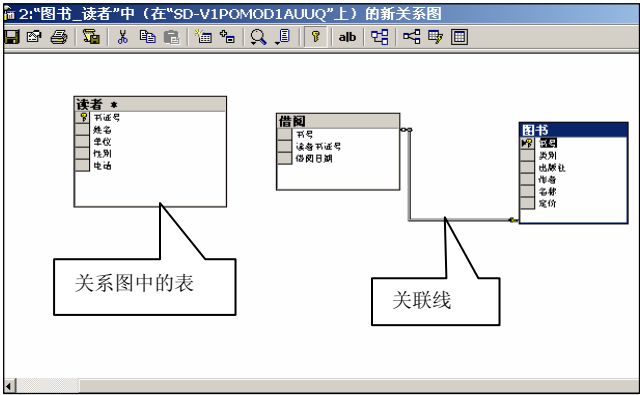 2:“图书_读者”中（在“SD-V1POMOD1AUUQ”上）的新关系图
a|b
读者 *
书证号
姓名
单位
性别
电话
借阅
书号
读者书证号
借阅日期
图书
书号
类别
出版社
作者
名称
定价
关系图中的表
关联线